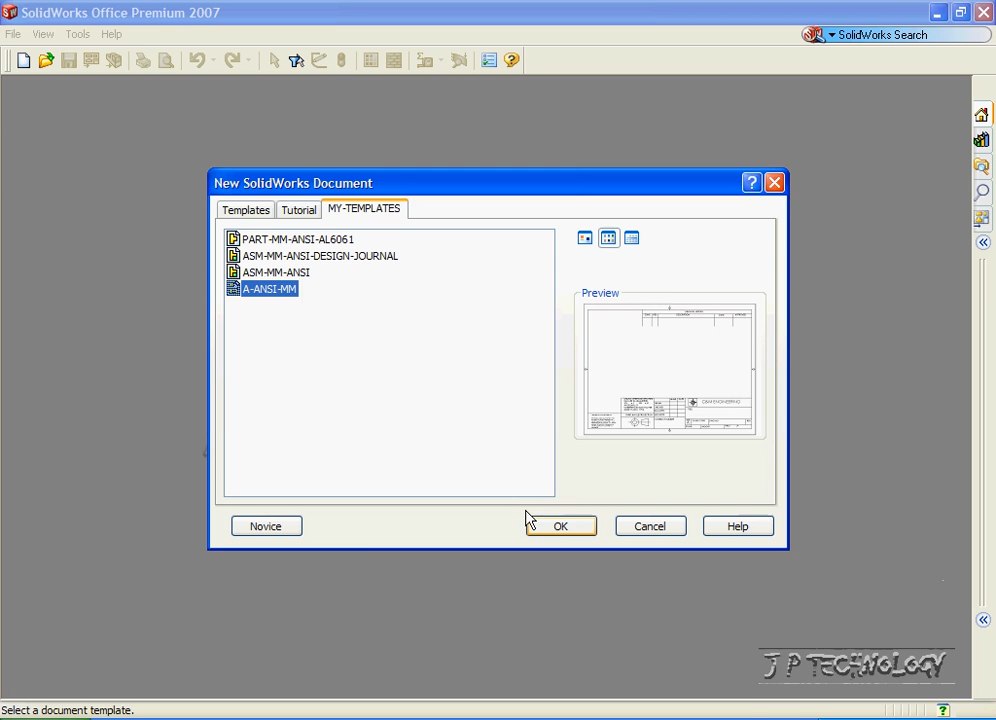 SolidWorks Office Premium 2007
File View Tools Help
SolidWorks Search
New SolidWorks Document
Templates Tutorial MY-TEMPLATES
PART-MM-ANSI-AL6061
ASM-MM-ANSI-DESIGN-JOURNAL
ASM-MM-ANSI
A-ANSI-MM
Preview
Novice OK Cancel Help
J P TECHNOLOGY
Select a document template.